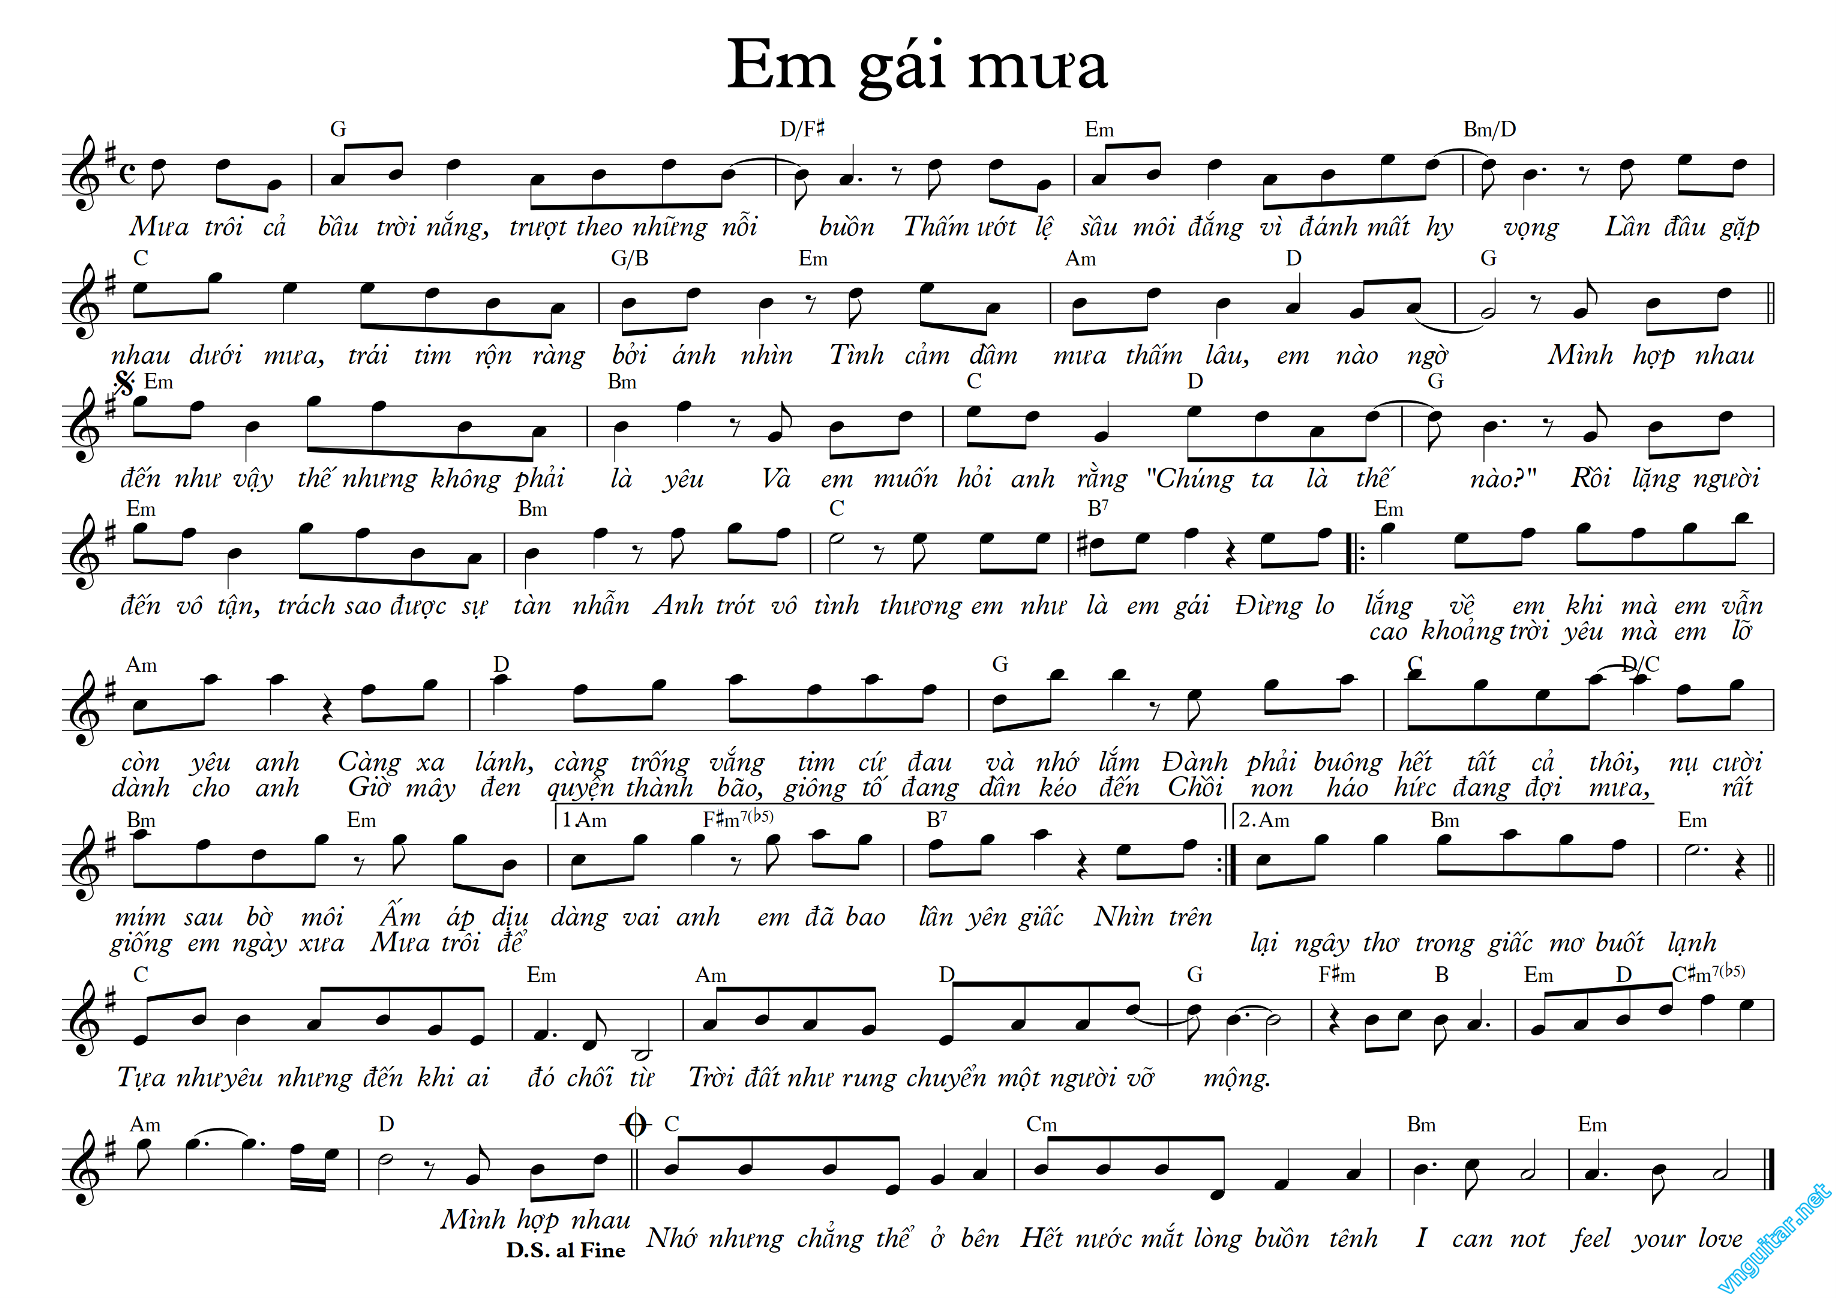 Em gái mưa
G D/F♯ Em Bm/D
Mưa trôi cả bầu trời nắng, trượt theo những nỗi buồn Thấm ướt lệ sầu môi đắng vì đánh mất hy vọng Lần đầu gặp
C G/B Em Am D G
nhau dưới mưa, trái tim rộn ràng bởi ánh nhìn Tình cảm dầm mưa thấm lâu, em nào ngờ Mình hợp nhau
Em Bm C D G
đến như vậy thế nhưng không phải là yêu Và em muốn hỏi anh rằng "Chúng ta là thế nào?" Rồi lặng người
Em Bm C B7 Em
đến vô tận, trách sao được sự tàn nhẫn Anh trót vô tình thương em như là em gái Đừng lo lắng về em khi mà em vẫn
cao khoảng trời yêu mà em lỡ
Am D G C D/C
còn yêu anh Càng xa lánh, càng trống vắng tim cứ đau và nhớ lắm Đành phải buông hết tất cả thôi, nụ cười
dành cho anh Giờ mây đen quyện thành bão, giông tố đang dần kéo đến Chồi non háo hức đang đợi mưa, rất
Bm Em 1.Am F♯m7(♭5) B7 2.Am Bm Em
mím sau bờ môi Ấm áp dịu dàng vai anh em đã bao lần yên giấc Nhìn trên
giống em ngày xưa Mưa trôi để lại ngây thơ trong giấc mơ buốt lạnh
C Em Am D G F♯m B Em D C♯m7(♭5)
Tựa nhưyêu nhưng đến khi ai đó chối từ Trời đất như rung chuyển một người vỡ mộng.
Am D C Cm Bm Em
Mình hợp nhau
Nhớ nhưng chẳng thể ở bên Hết nước mắt lòng buồn tênh I can not feel your love
D.S. al Fine
vnguitar.net